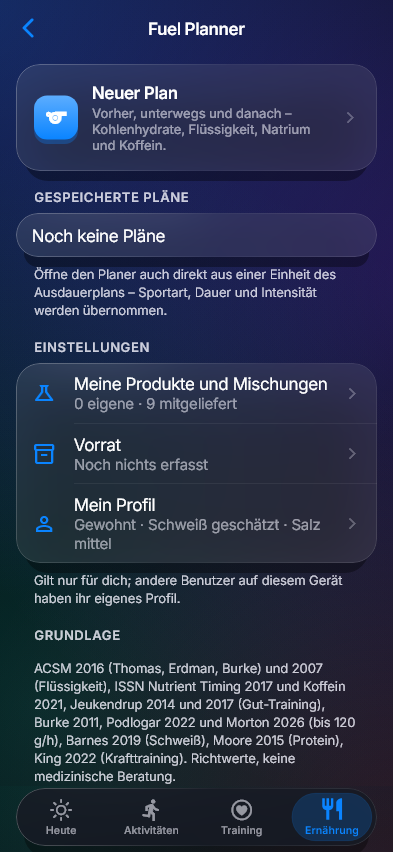 Fuel Planner
Neuer Plan
Vorher, unterwegs und danach –
Kohlenhydrate, Flüssigkeit, Natrium
und Koffein.
GESPEICHERTE PLÄNE
Noch keine Pläne
Öffne den Planer auch direkt aus einer Einheit des
Ausdauerplans – Sportart, Dauer und Intensität
werden übernommen.
EINSTELLUNGEN
Meine Produkte und Mischungen
0 eigene · 9 mitgeliefert
Vorrat
Noch nichts erfasst
Mein Profil
Gewohnt · Schweiß geschätzt · Salz
mittel
Gilt nur für dich; andere Benutzer auf diesem Gerät
haben ihr eigenes Profil.
GRUNDLAGE
ACSM 2016 (Thomas, Erdman, Burke) und 2007
(Flüssigkeit), ISSN Nutrient Timing 2017 und Koffein
2021, Jeukendrup 2014 und 2017 (Gut-Training),
Burke 2011, Podlogar 2022 und Morton 2026 (bis 120
g/h), Barnes 2019 (Schweiß), Moore 2015 (Protein),
King 2022 (Krafttraining). Richtwerte, keine
medizinische Beratung.
Heute
Aktivitäten
Training
Ernährung